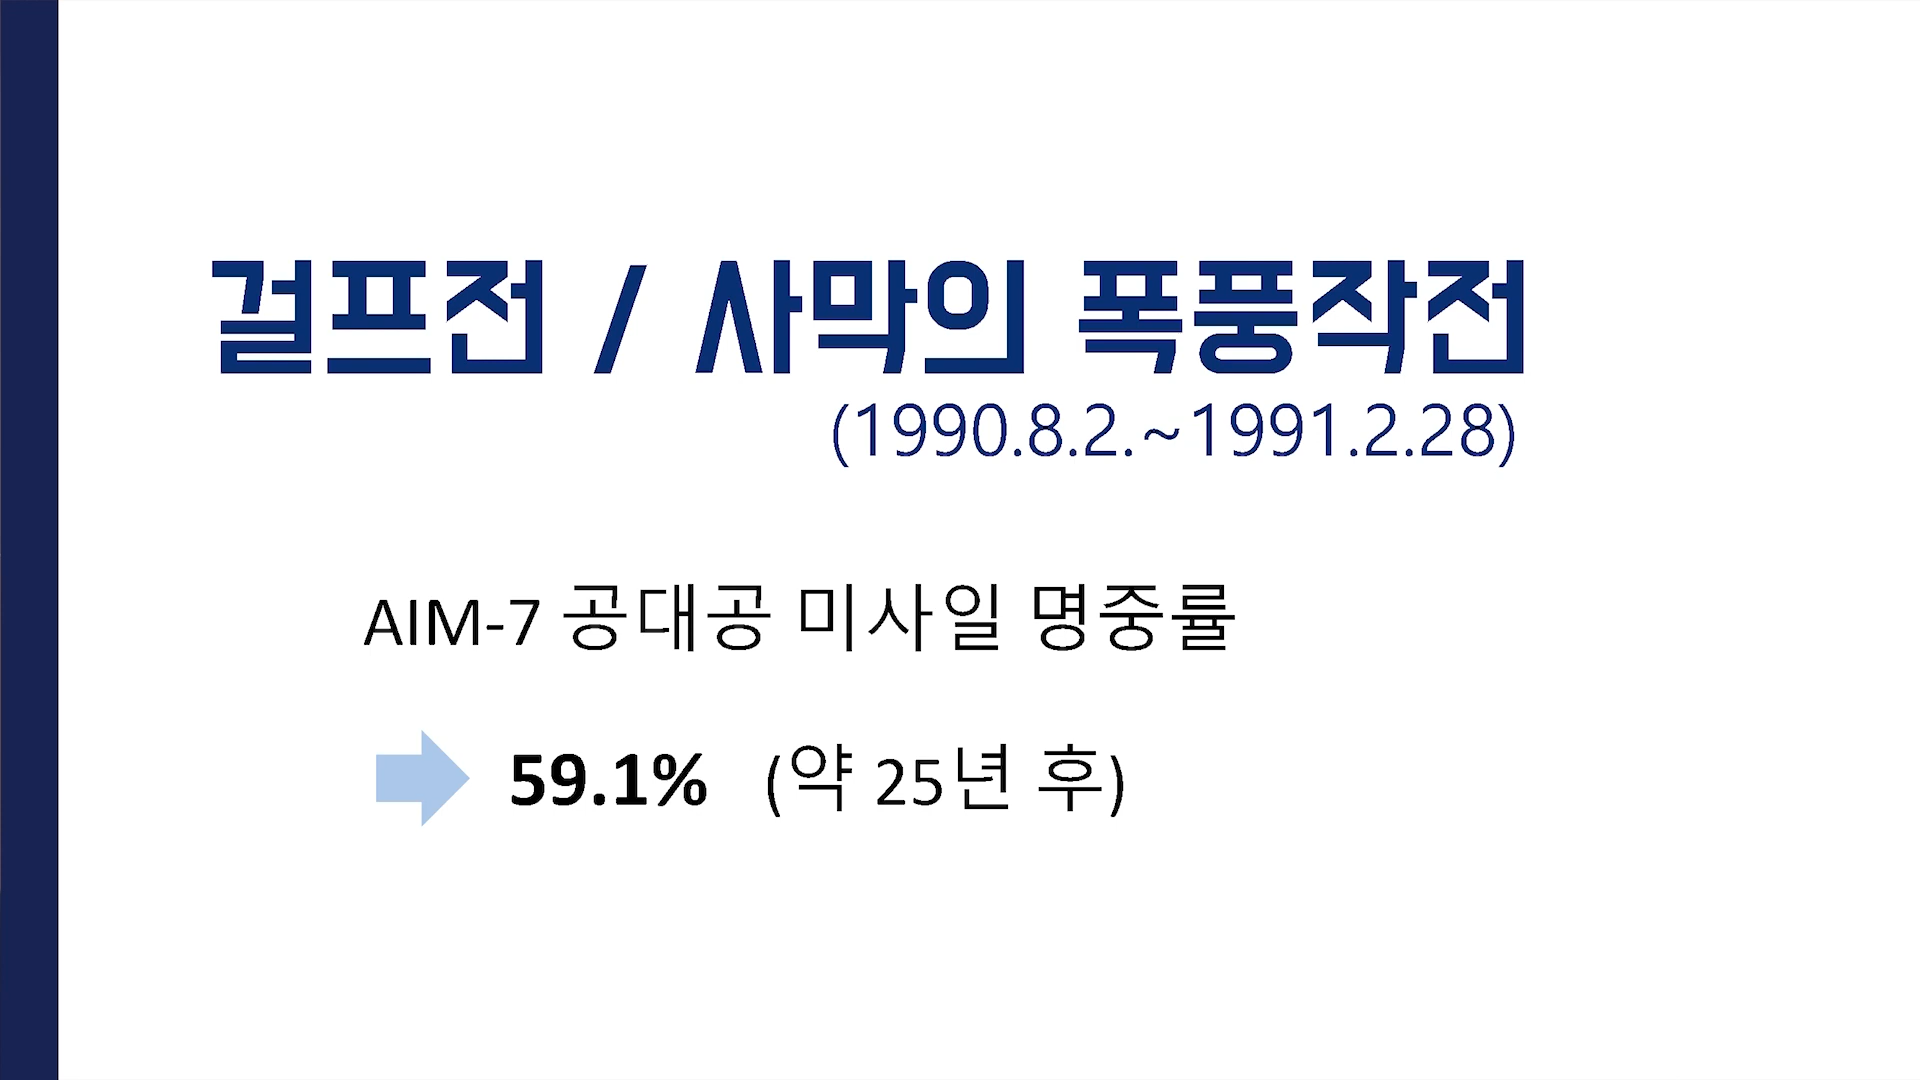 걸프전 / 사막의 폭풍작전
(1990.8.2.~1991.2.28)
AIM-7 공대공 미사일 명중률
59.1% (약 25년 후)